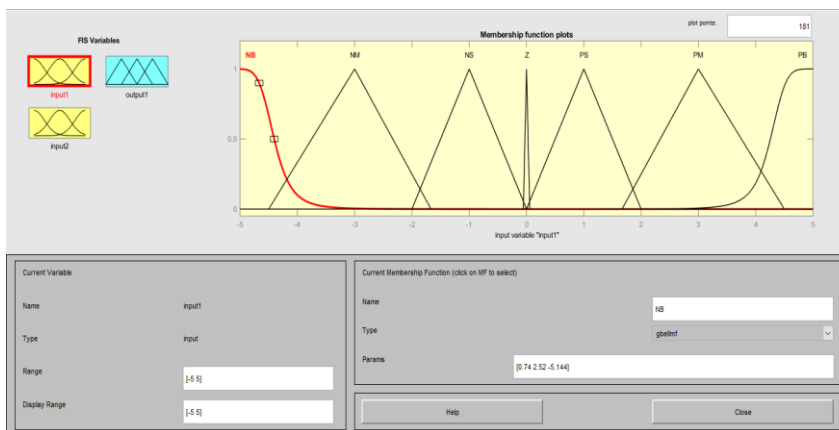 FIS Variables
input1
output1
input2
Membership function plots
plot points:
181
NB
NM
NS
Z
PS
PM
PB
1
0.5
0
-5
-4
-3
-2
-1
0
1
2
3
4
5
input variable "input1"
Current Variable
Name
input1
Type
input
Range
[-5 5]
Display Range
[-5 5]
Current Membership Function (click on MF to select)
Name
NB
Type
gbellmf
Params
[0.74 2.52 -5.144]
Help
Close